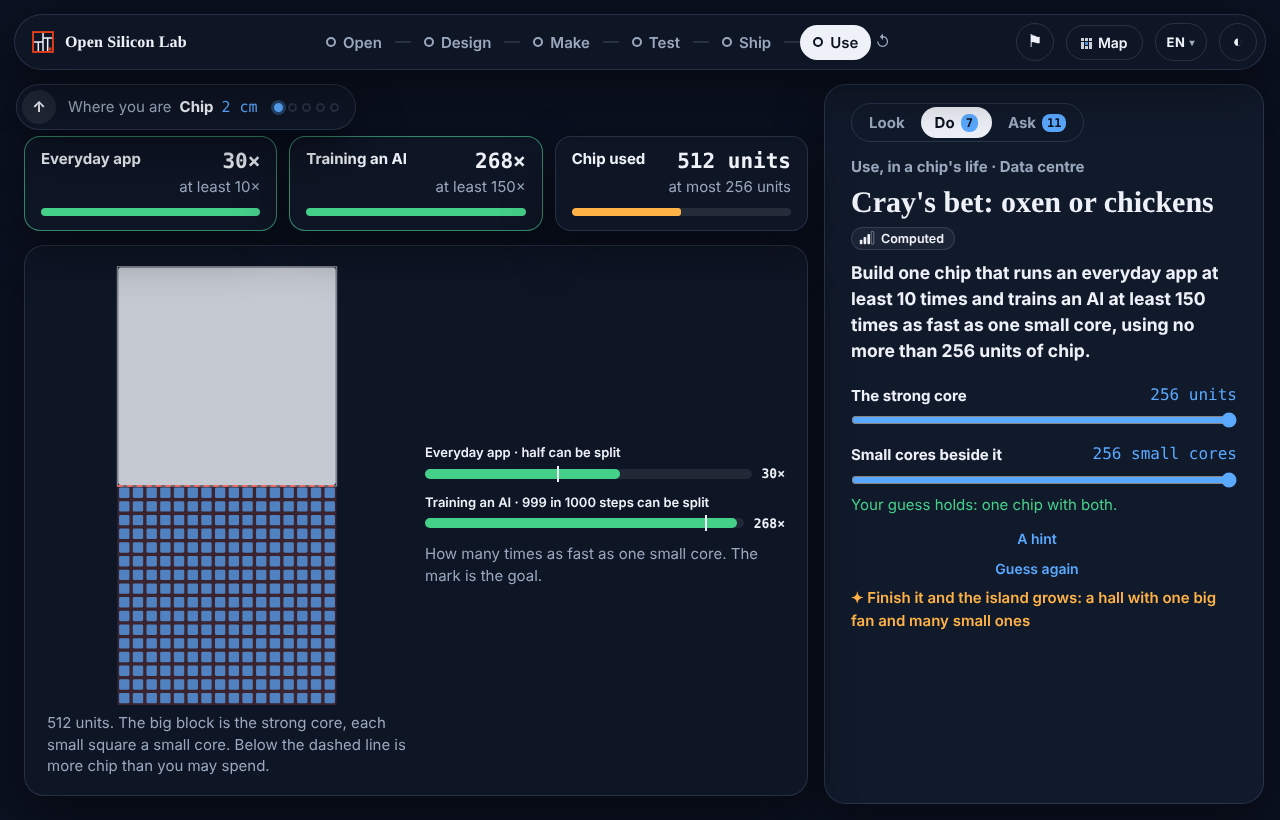 Open Silicon Lab
Open
Design
Make
Test
Ship
Use
Map
EN
Where you are Chip 2 cm
Everyday app 30×
at least 10×
Training an AI 268×
at least 150×
Chip used 512 units
at most 256 units
512 units. The big block is the strong core, each
small square a small core. Below the dashed line is
more chip than you may spend.
Everyday app · half can be split
30×
Training an AI · 999 in 1000 steps can be split
268×
How many times as fast as one small core. The
mark is the goal.
Look
Do 7
Ask 11
Use, in a chip's life · Data centre
Cray's bet: oxen or chickens
Computed
Build one chip that runs an everyday app at
least 10 times and trains an AI at least 150
times as fast as one small core, using no
more than 256 units of chip.
The strong core 256 units
Small cores beside it 256 small cores
Your guess holds: one chip with both.
A hint
Guess again
✦ Finish it and the island grows: a hall with one big
fan and many small ones